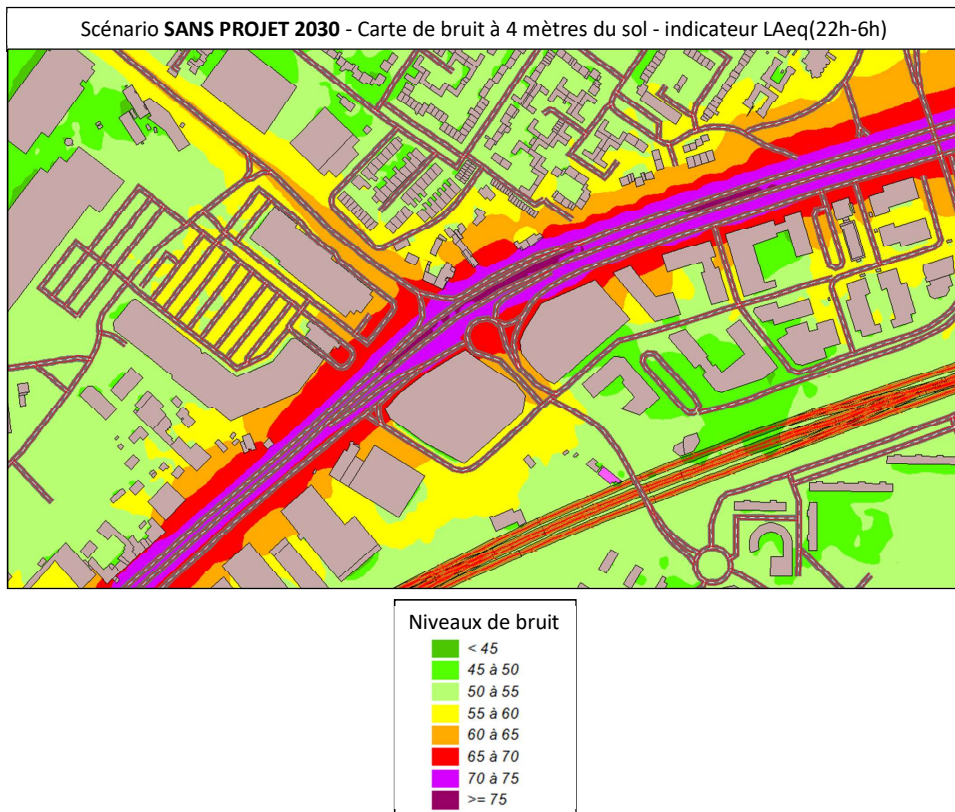 Scénario SANS PROJET 2030 - Carte de bruit à 4 mètres du sol - indicateur LAeq(22h-6h)
Niveaux de bruit
< 45
45 à 50
50 à 55
55 à 60
60 à 65
65 à 70
70 à 75
>= 75